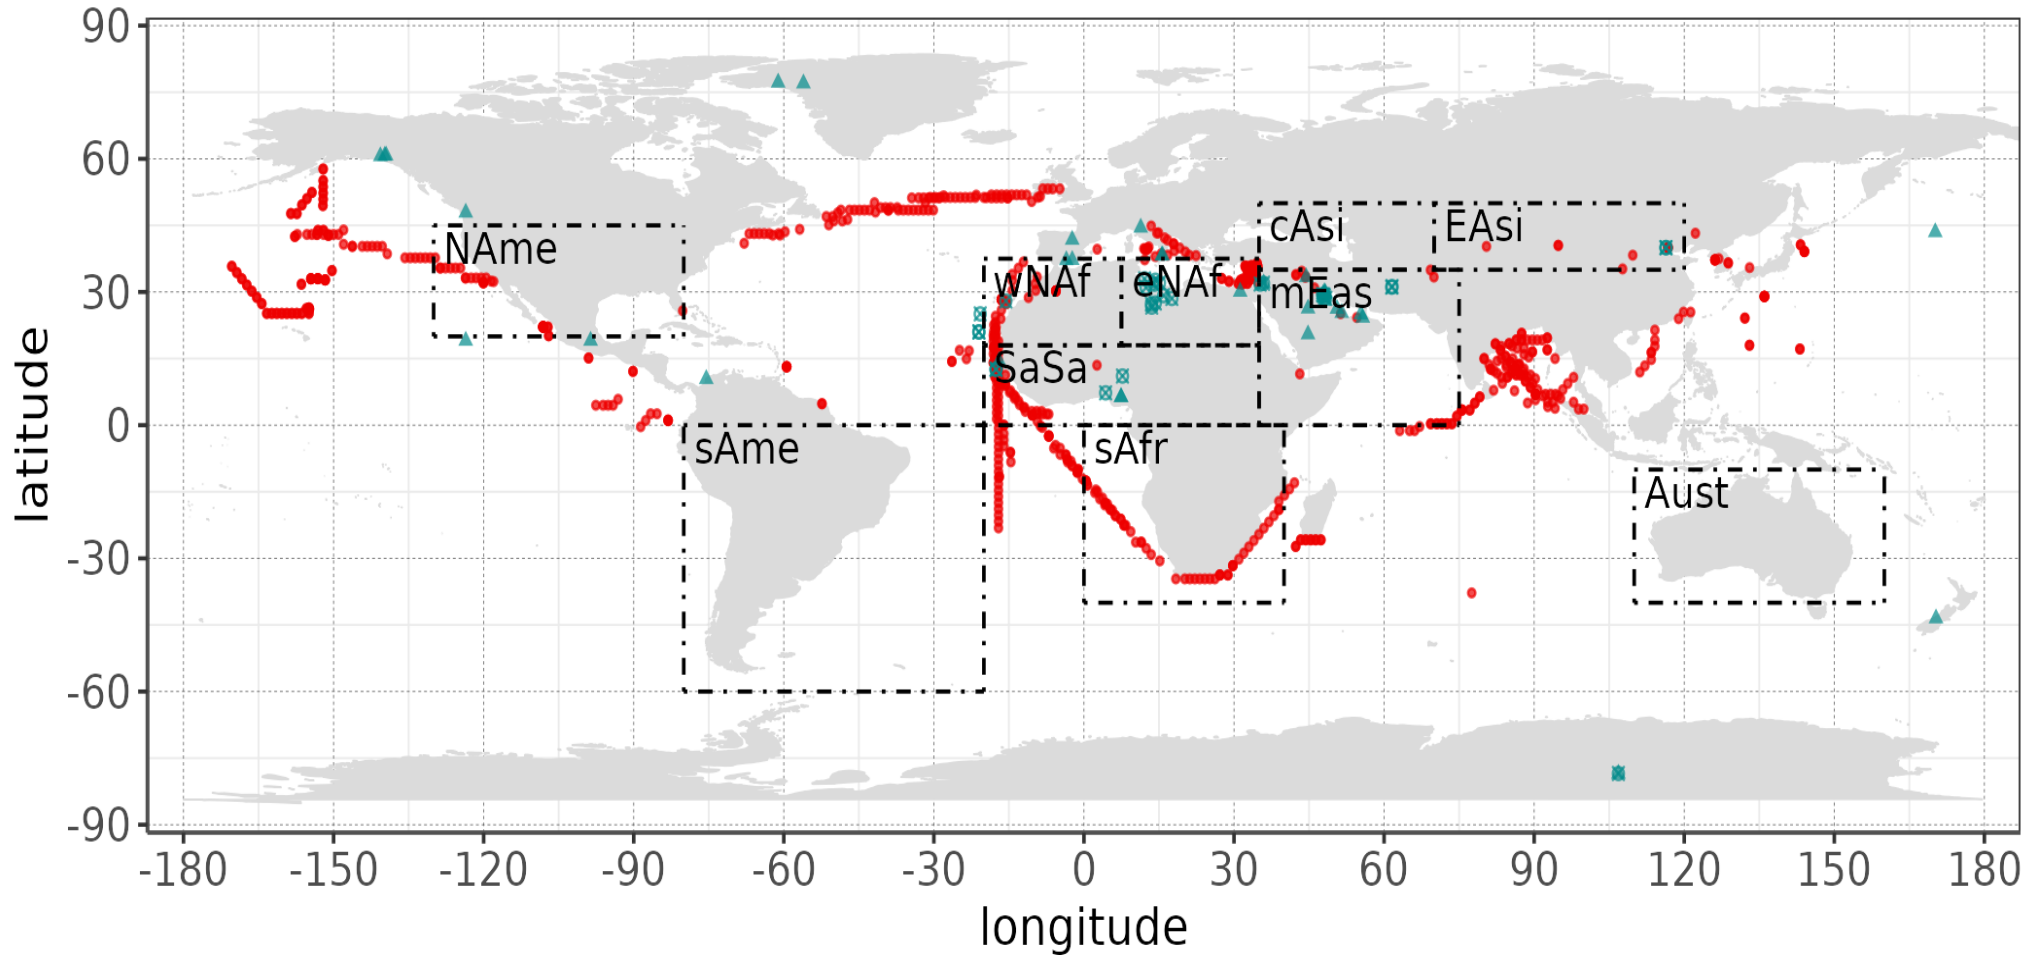 90
60
30
0
-30
-60
-90
latitude
NAme
wNAf
eNAf
cAsi
EAsi
mEas
SaSa
sAme
sAfr
Aust
-180 -150 -120 -90 -60 -30 0 30 60 90 120 150 180
longitude